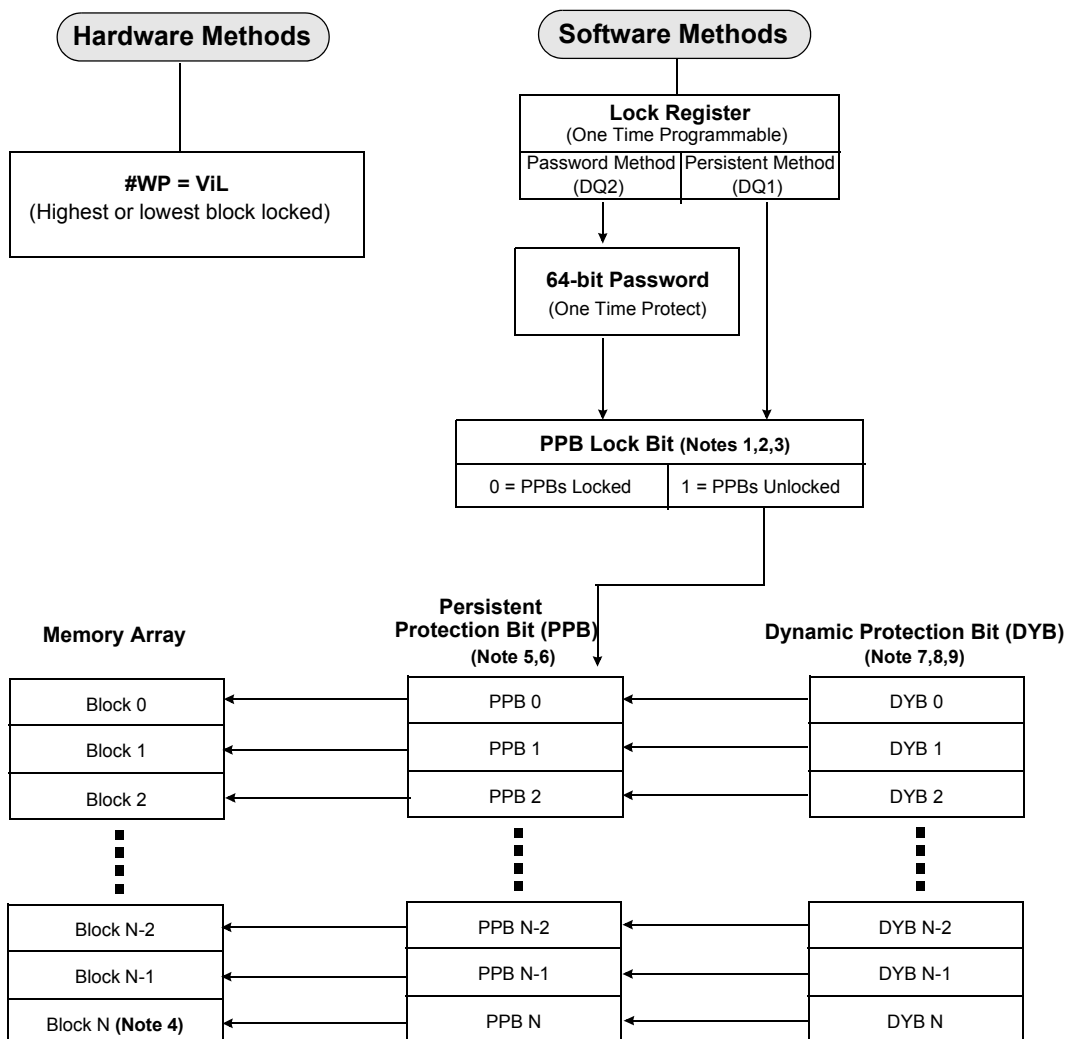 Hardware Methods
Software Methods
#WP = ViL
(Highest or lowest block locked)
Lock Register
(One Time Programmable)
Password Method
(DQ2)
Persistent Method
(DQ1)
64-bit Password
(One Time Protect)
PPB Lock Bit (Notes 1,2,3)
0 = PPBs Locked
1 = PPBs Unlocked
Memory Array
Persistent
Protection Bit (PPB)
(Note 5,6)
Dynamic Protection Bit (DYB)
(Note 7,8,9)
Block 0
PPB 0
DYB 0
Block 1
PPB 1
DYB 1
Block 2
PPB 2
DYB 2
Block N-2
PPB N-2
DYB N-2
Block N-1
PPB N-1
DYB N-1
Block N (Note 4)
PPB N
DYB N